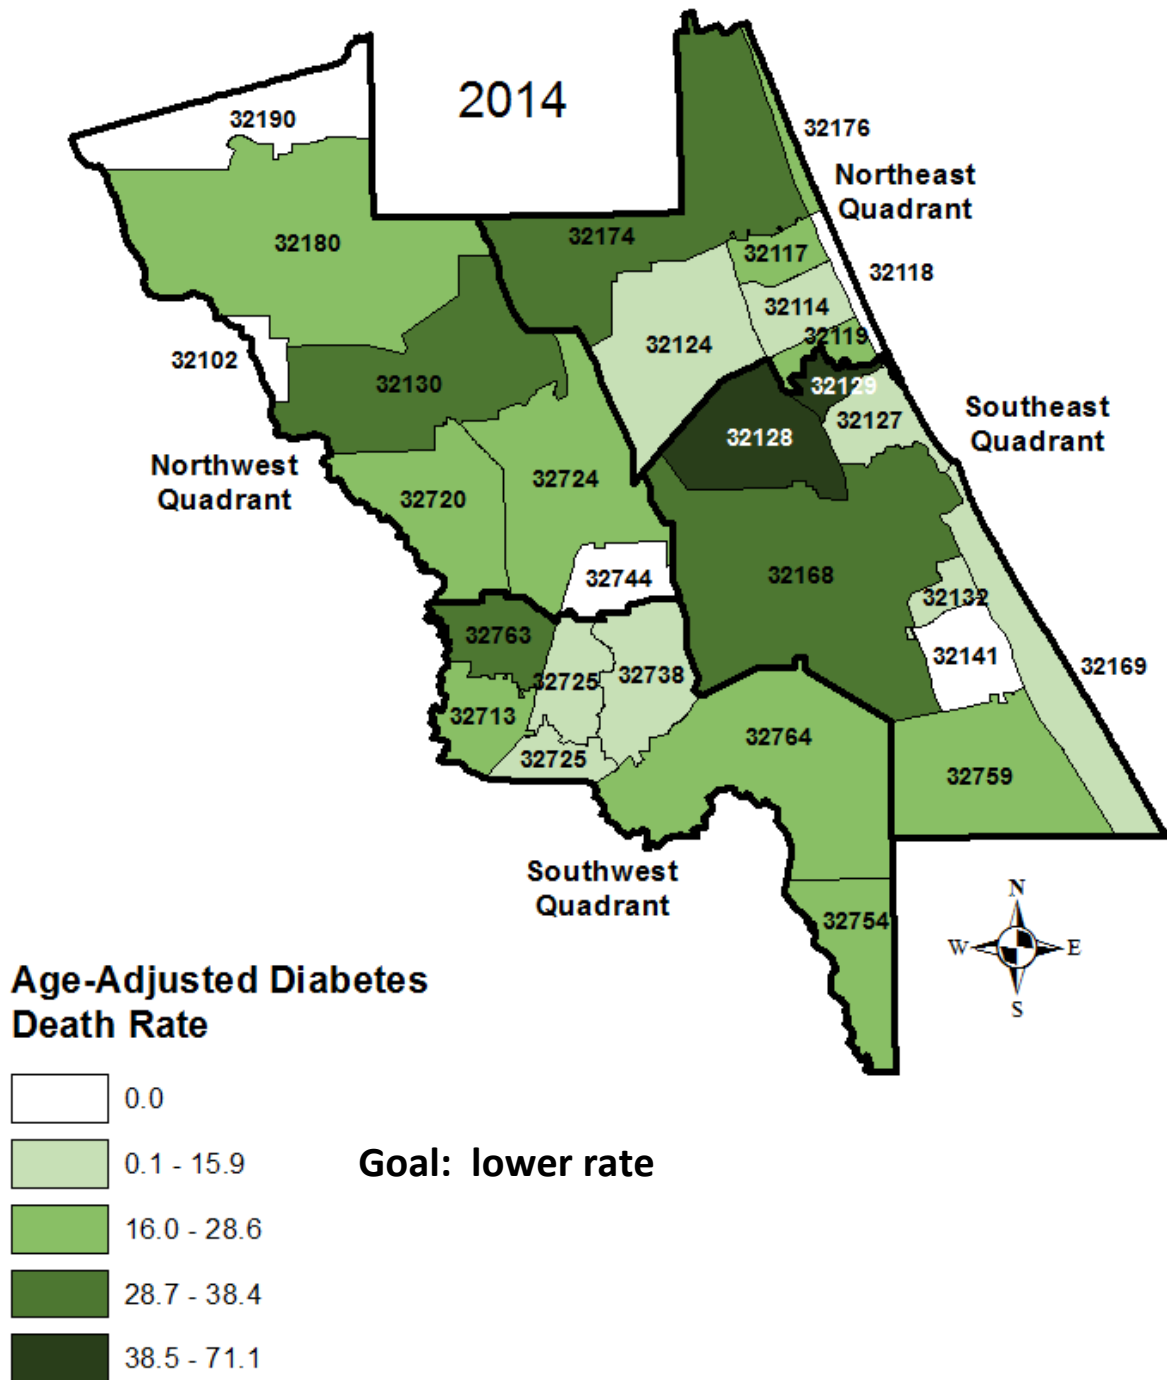 2014
32190
32176
Northeast
Quadrant
32180
32174
32117
32118
32114
32119
32124
32102
32130
32129
32127
Southeast
Quadrant
32128
Northwest
Quadrant
32724
32720
32744
32168
32132
32763
32141
32169
32725
32738
32713
32764
32725
32759
Southwest
Quadrant
32754
N
W
E
S
Age-Adjusted Diabetes
Death Rate
0.0
0.1 - 15.9
Goal:  lower rate
16.0 - 28.6
28.7 - 38.4
38.5 - 71.1